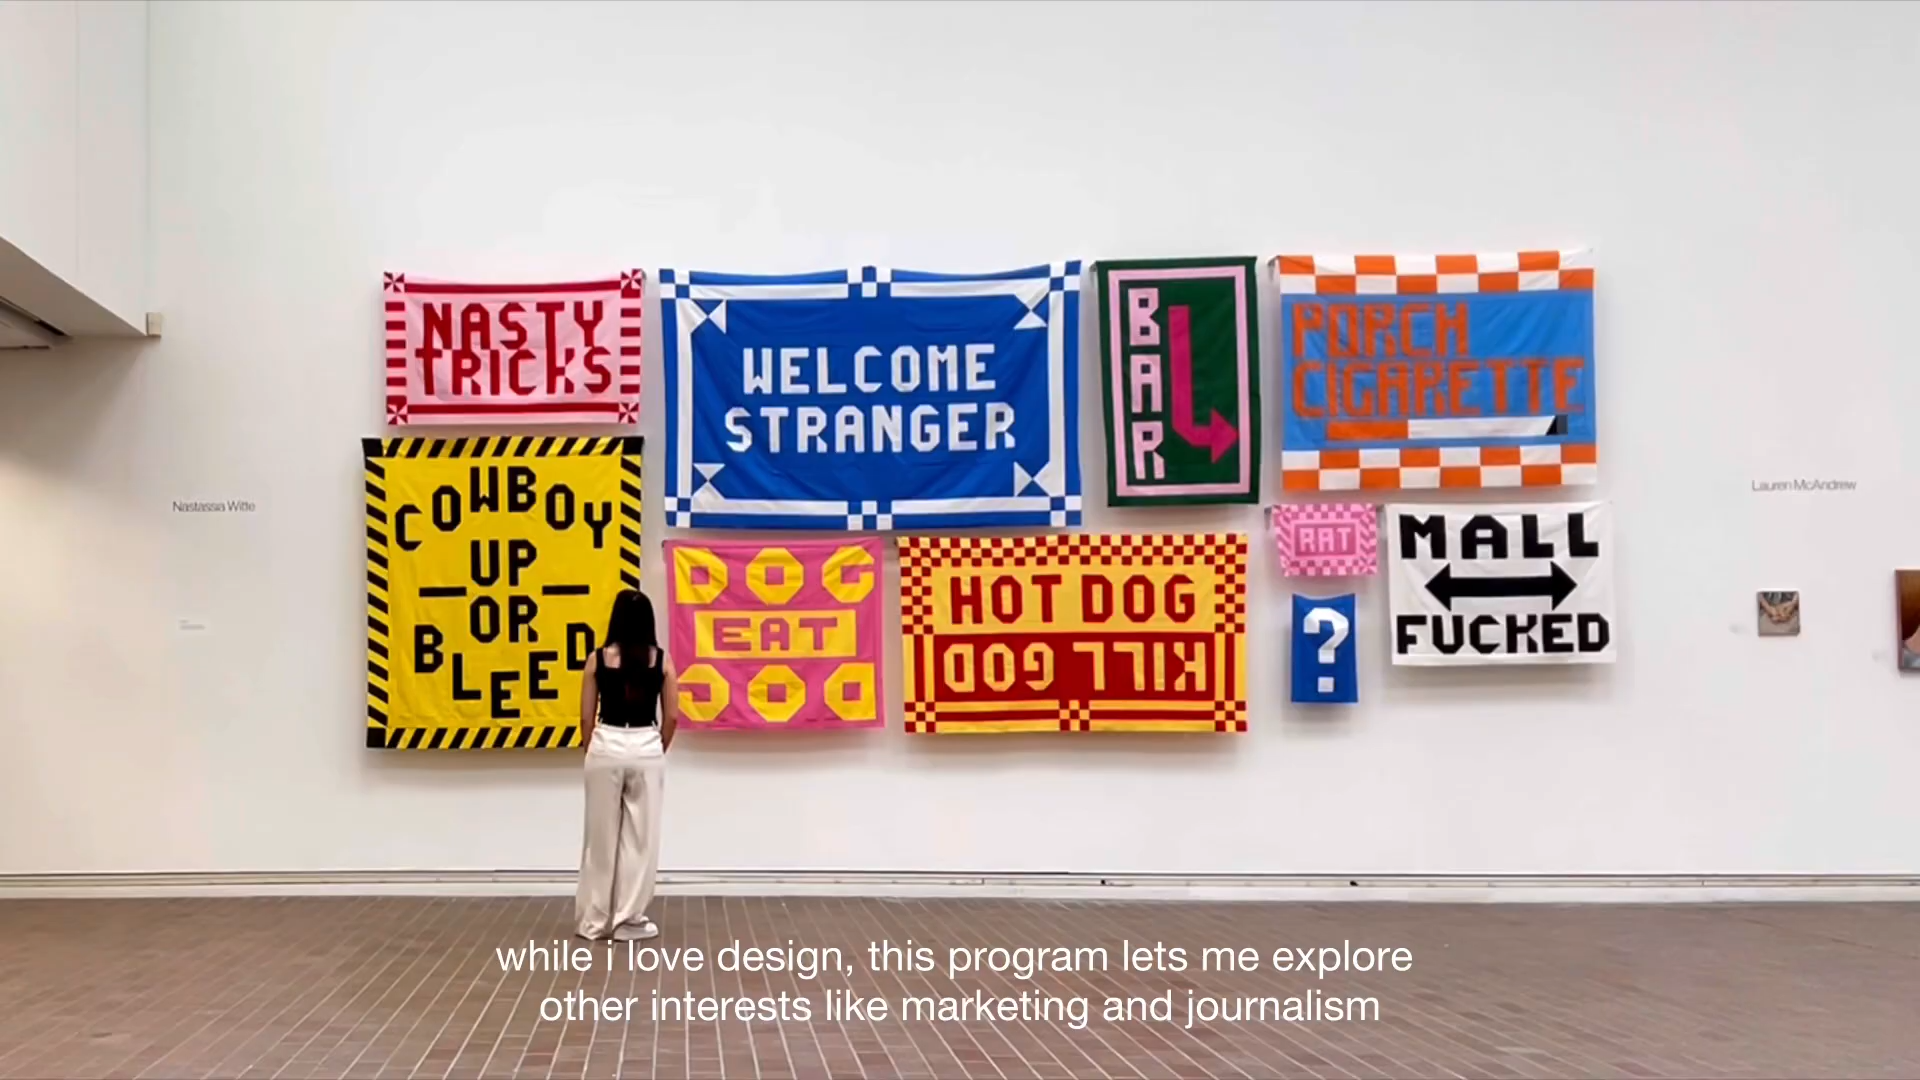 NASTY
TRICKS
WELCOME
STRANGER
BAR
PORCH
CIGARETTE
Nastassia Witte
COWBOY
UP
OR
BLEED
DOG
EAT
DOG
HOT DOG
KILL GOD
RAT
?
MALL
FUCKED
Lauren McAndrew
while i love design, this program lets me explore
other interests like marketing and journalism